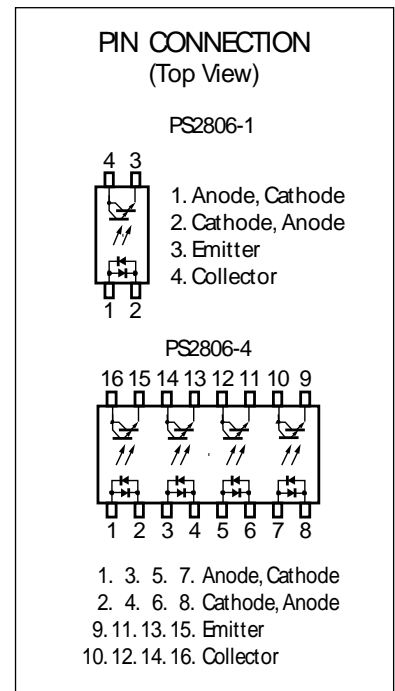 PIN CONNECTION
(Top View)
PS2806-1
4 3
1. Anode, Cathode
2. Cathode, Anode
3. Emitter
4. Collector
1 2
PS2806-4
16 15 14 13 12 11 10 9
1 2 3 4 5 6 7 8
1. 3. 5. 7. Anode, Cathode
2. 4. 6. 8. Cathode, Anode
9. 11. 13. 15. Emitter
10. 12. 14. 16. Collector